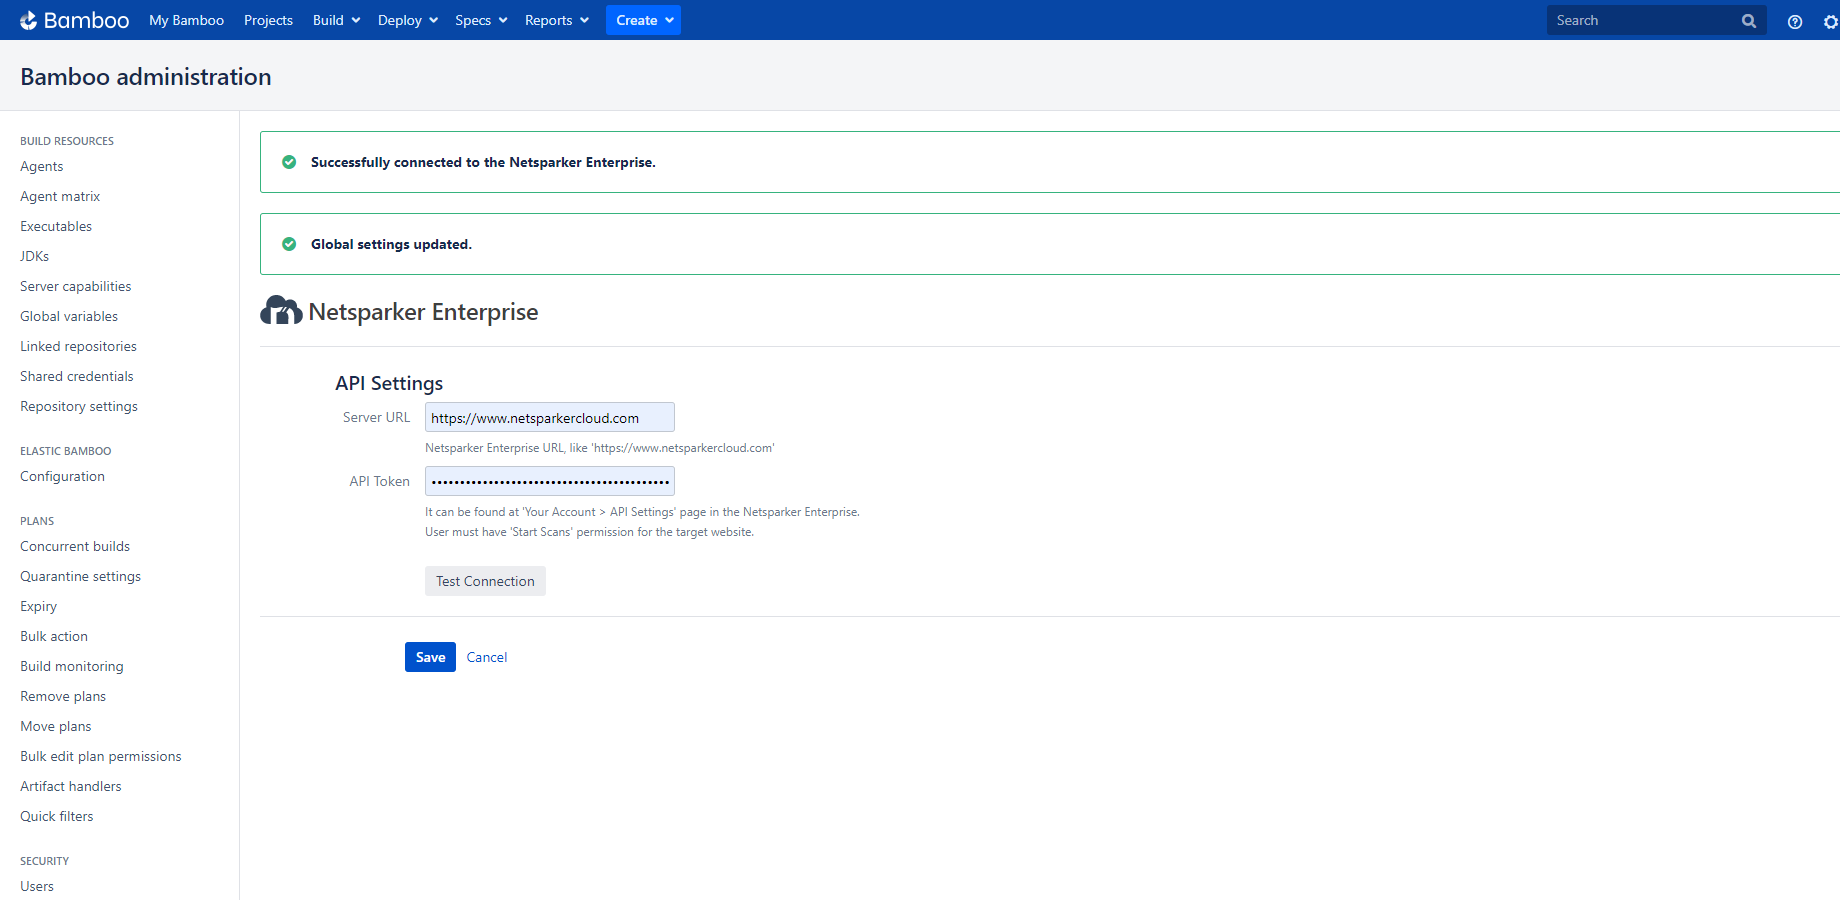 Bamboo My Bamboo Projects Build Deploy Specs Reports Create Search
Bamboo administration
BUILD RESOURCES
Agents
Agent matrix
Executables
JDKs
Server capabilities
Global variables
Linked repositories
Shared credentials
Repository settings
ELASTIC BAMBOO
Configuration
PLANS
Concurrent builds
Quarantine settings
Expiry
Bulk action
Build monitoring
Remove plans
Move plans
Bulk edit plan permissions
Artifact handlers
Quick filters
SECURITY
Users
Successfully connected to the Netsparker Enterprise.
Global settings updated.
Netsparker Enterprise
API Settings
Server URL https://www.netsparkercloud.com
Netsparker Enterprise URL, like 'https://www.netsparkercloud.com'
API Token
It can be found at 'Your Account > API Settings' page in the Netsparker Enterprise.
User must have 'Start Scans' permission for the target website.
Test Connection
Save Cancel